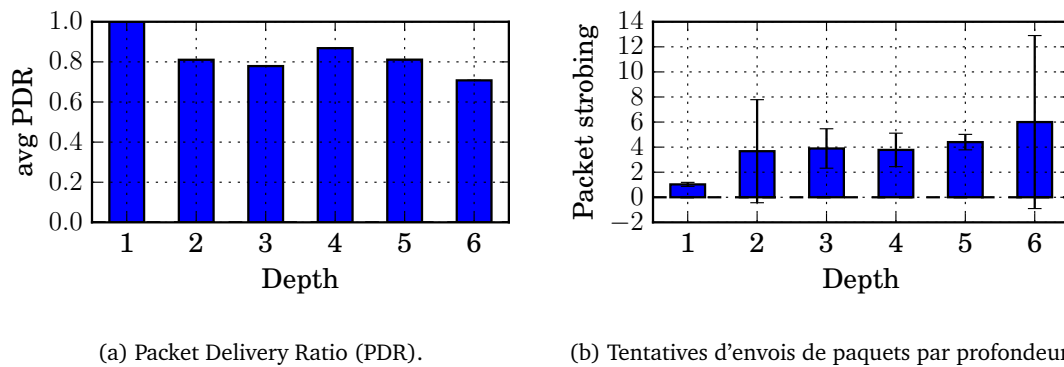 1.0
0.8
0.6
0.4
0.2
0.0
avg PDR
1 2 3 4 5 6
Depth
14
12
10
8
6
4
2
0
−2
Packet strobing
1 2 3 4 5 6
Depth
(a) Packet Delivery Ratio (PDR).
(b) Tentatives d'envois de paquets par profondeur